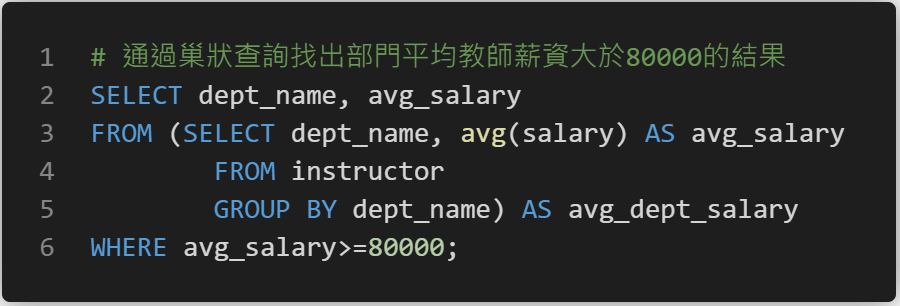 1 # 通過巢狀查詢找出部門平均教師薪資大於80000的結果
2 SELECT dept_name, avg_salary
3 FROM (SELECT dept_name, avg(salary) AS avg_salary
4         FROM instructor
5         GROUP BY dept_name) AS avg_dept_salary
6 WHERE avg_salary>=80000;